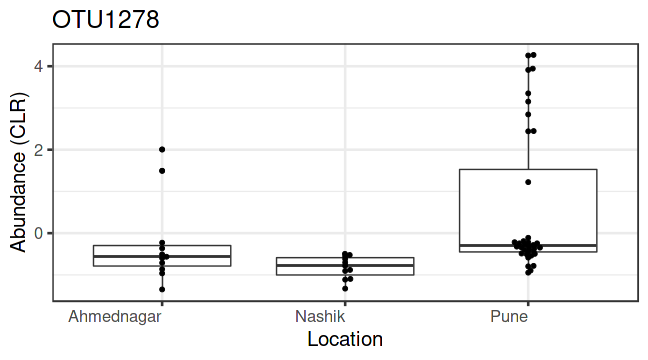 OTU1278
Abundance (CLR)
4
2
0
Ahmednagar
Nashik
Pune
Location